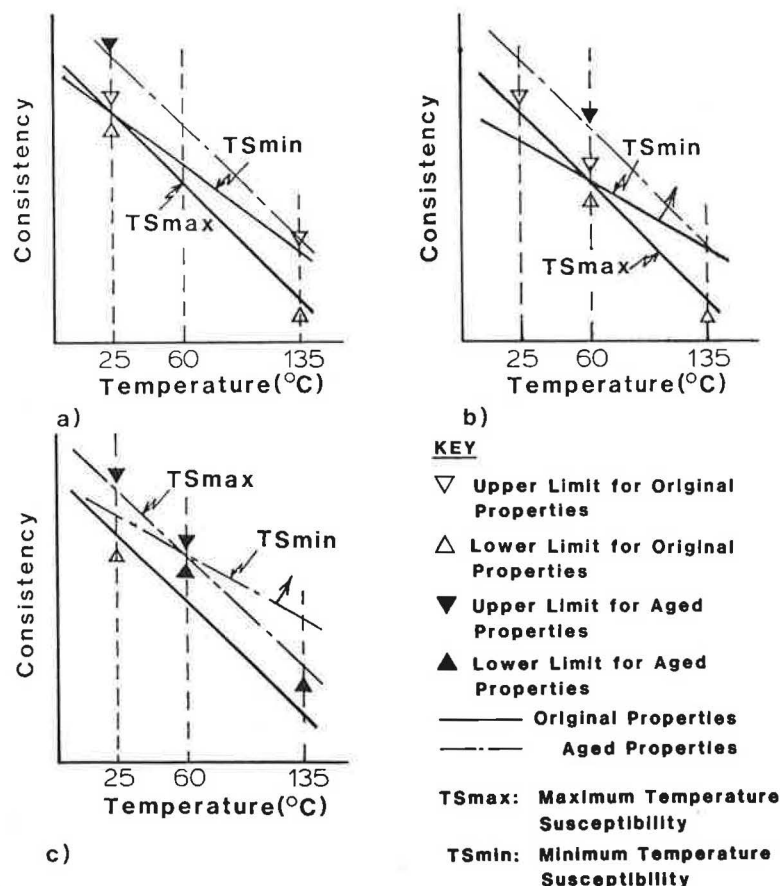 Consistency
TSmin
TSmax
25 60 135
Temperature(°C)
a)
Consistency
TSmin
TSmax
25 60 135
Temperature(°C)
b)
Consistency
TSmax
TSmin
25 60 135
Temperature(°C)
c)
KEY
Upper Limit for Original
Properties
Lower Limit for Original
Properties
Upper Limit for Aged
Properties
Lower Limit for Aged
Properties
Original Properties
Aged Properties
TSmax: Maximum Temperature
Susceptibility
TSmin: Minimum Temperature
Susceptibility